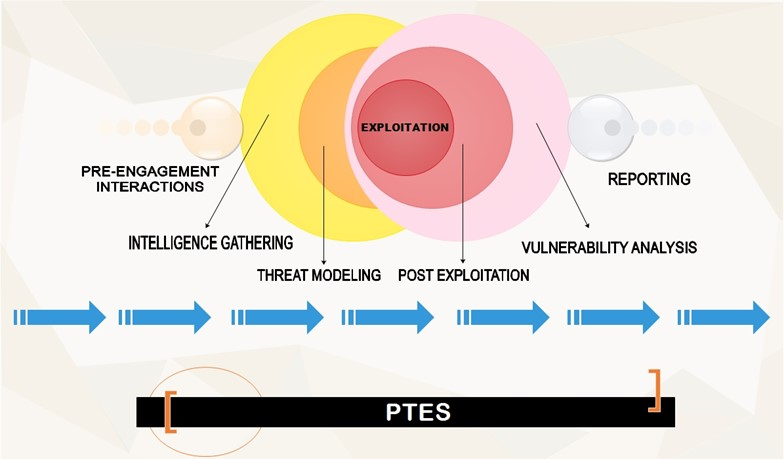 EXPLOITATION
PRE-ENGAGEMENT
INTERACTIONS
REPORTING
INTELLIGENCE GATHERING
VULNERABILITY ANALYSIS
THREAT MODELING
POST EXPLOITATION
PTES